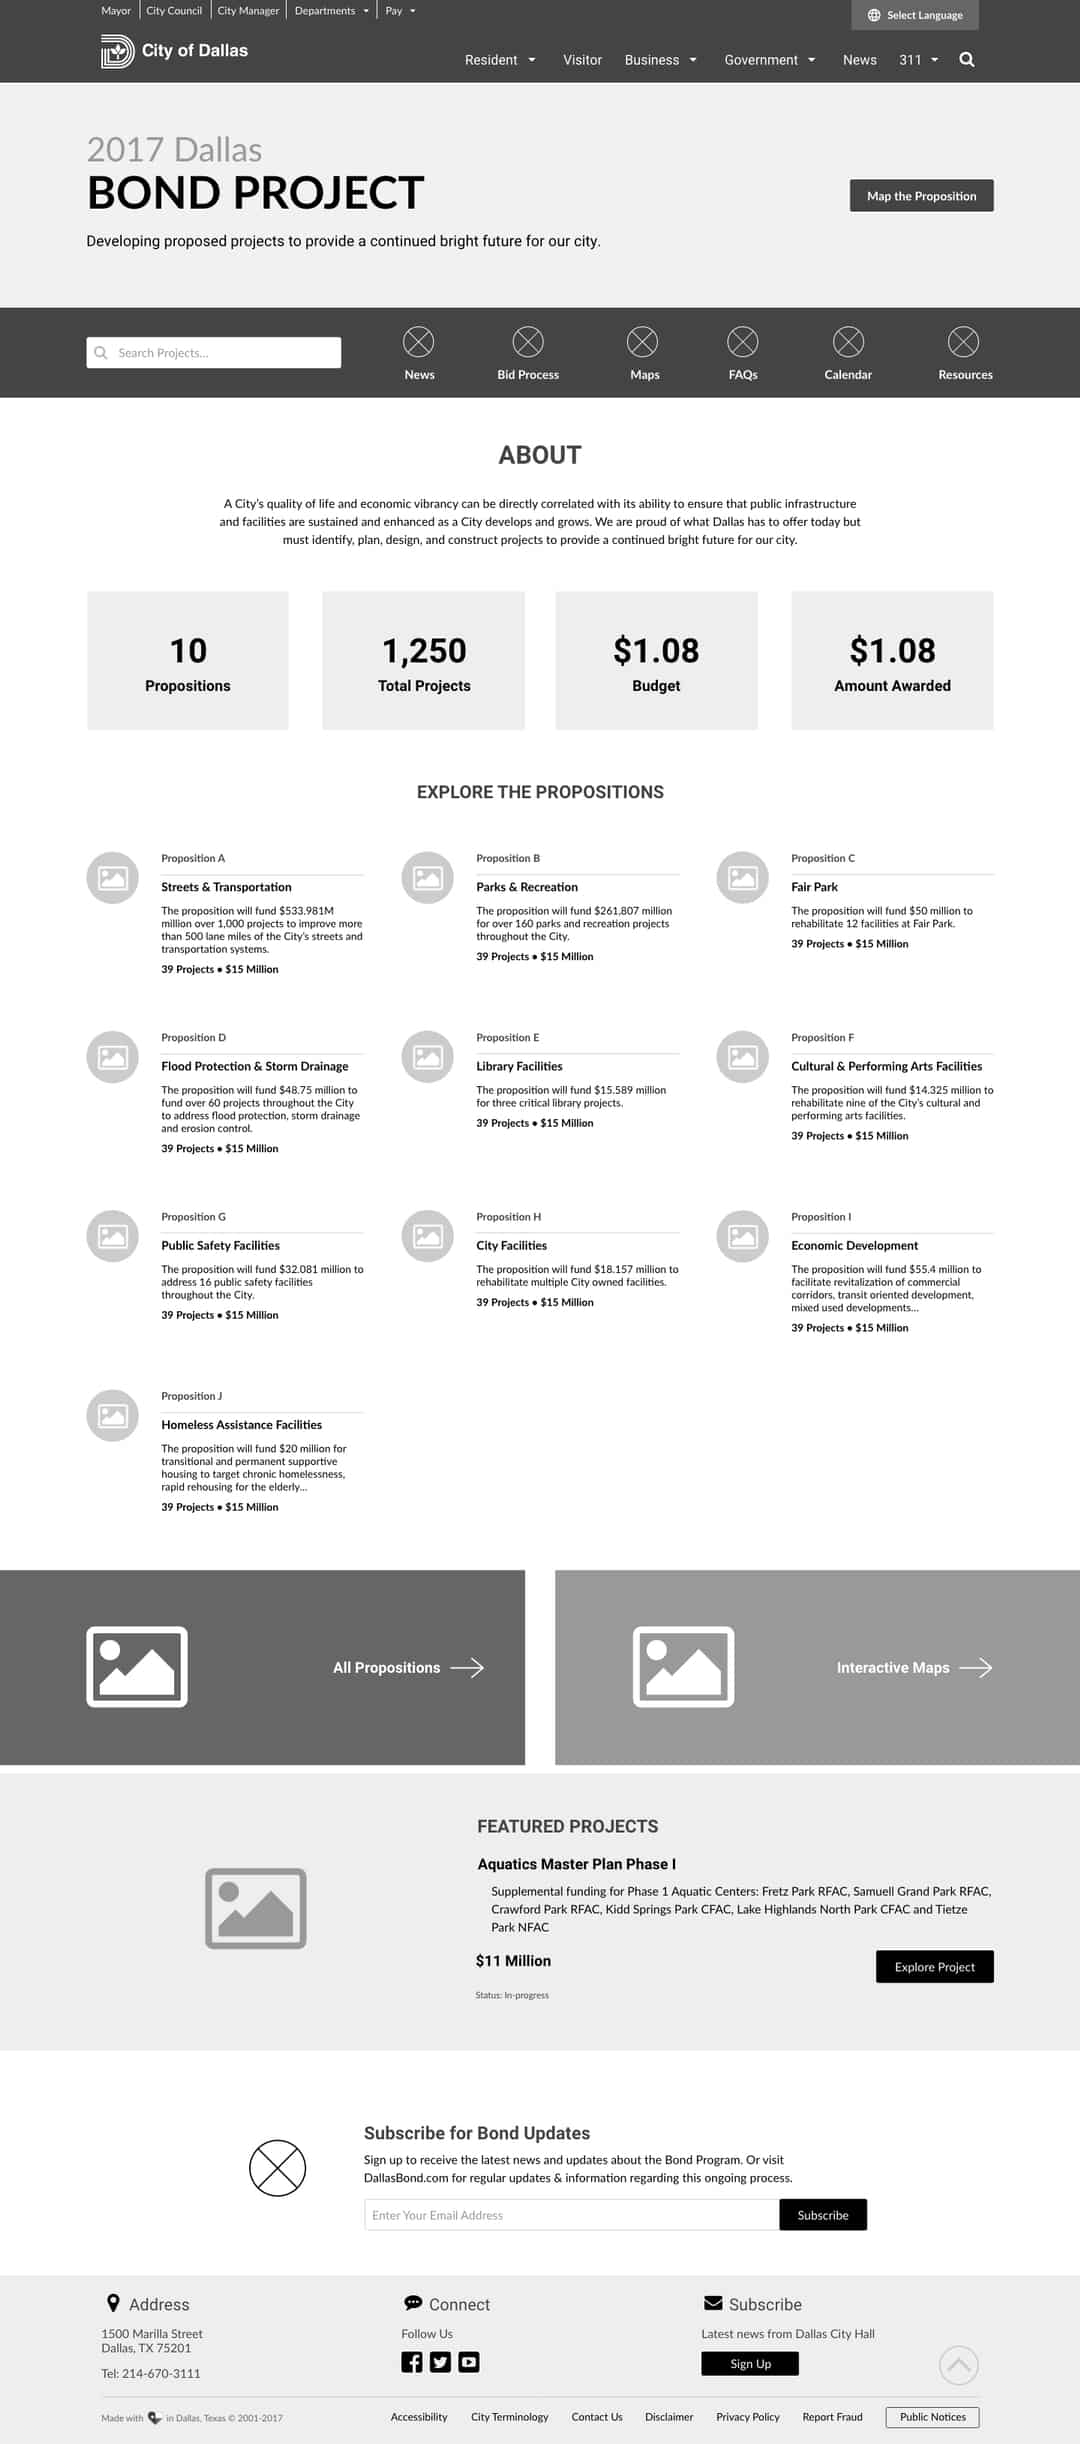 Mayor
City Council
City Manager
Departments
Pay
Select Language
City of Dallas
Resident
Visitor
Business
Government
News
311
2017 Dallas
BOND PROJECT
Map the Proposition
Developing proposed projects to provide a continued bright future for our city.
Search Projects...
News
Bid Process
Maps
FAQs
Calendar
Resources
ABOUT
A City's quality of life and economic vibrancy can be directly correlated with its ability to ensure that public infrastructure
and facilities are sustained and enhanced as a City develops and grows. We are proud of what Dallas has to offer today but
must identify, plan, design, and construct projects to provide a continued bright future for our city.
10
Propositions
1,250
Total Projects
$1.08
Budget
$1.08
Amount Awarded
EXPLORE THE PROPOSITIONS
Proposition A
Streets & Transportation
The proposition will fund $533.981M
million over 1,000 projects to improve more
than 500 lane miles of the City's streets and
transportation systems.
39 Projects • $15 Million
Proposition B
Parks & Recreation
The proposition will fund $261,807 million
for over 160 parks and recreation projects
throughout the City.
39 Projects • $15 Million
Proposition C
Fair Park
The proposition will fund $50 million to
rehabilitate 12 facilities at Fair Park.
39 Projects • $15 Million
Proposition D
Flood Protection & Storm Drainage
The proposition will fund $48.75 million to
fund over 60 projects throughout the City
to address flood protection, storm drainage
and erosion control.
39 Projects • $15 Million
Proposition E
Library Facilities
The proposition will fund $15.589 million
for three critical library projects.
39 Projects • $15 Million
Proposition F
Cultural & Performing Arts Facilities
The proposition will fund $14.325 million to
rehabilitate nine of the City's cultural and
performing arts facilities.
39 Projects • $15 Million
Proposition G
Public Safety Facilities
The proposition will fund $32.081 million to
address 16 public safety facilities
throughout the City.
39 Projects • $15 Million
Proposition H
City Facilities
The proposition will fund $18.157 million to
rehabilitate multiple City owned facilities.
39 Projects • $15 Million
Proposition I
Economic Development
The proposition will fund $55.4 million to
facilitate revitalization of commercial
corridors, transit oriented development,
mixed used developments...
39 Projects • $15 Million
Proposition J
Homeless Assistance Facilities
The proposition will fund $20 million for
transitional and permanent supportive
housing to target chronic homelessness,
rapid rehousing for the elderly...
39 Projects • $15 Million
All Propositions
Interactive Maps
FEATURED PROJECTS
Aquatics Master Plan Phase I
Supplemental funding for Phase 1 Aquatic Centers: Fretz Park RFAC, Samuell Grand Park RFAC,
Crawford Park RFAC, Kidd Springs Park CFAC, Lake Highlands North Park CFAC and Tietze
Park NFAC
$11 Million
Explore Project
Status: In-progress
Subscribe for Bond Updates
Sign up to receive the latest news and updates about the Bond Program. Or visit
DallasBond.com for regular updates & information regarding this ongoing process.
Enter Your Email Address
Subscribe
Address
1500 Marilla Street
Dallas, TX 75201
Tel: 214-670-3111
Connect
Follow Us
Subscribe
Latest news from Dallas City Hall
Sign Up
Made with in Dallas, Texas © 2001-2017
Accessibility
City Terminology
Contact Us
Disclaimer
Privacy Policy
Report Fraud
Public Notices